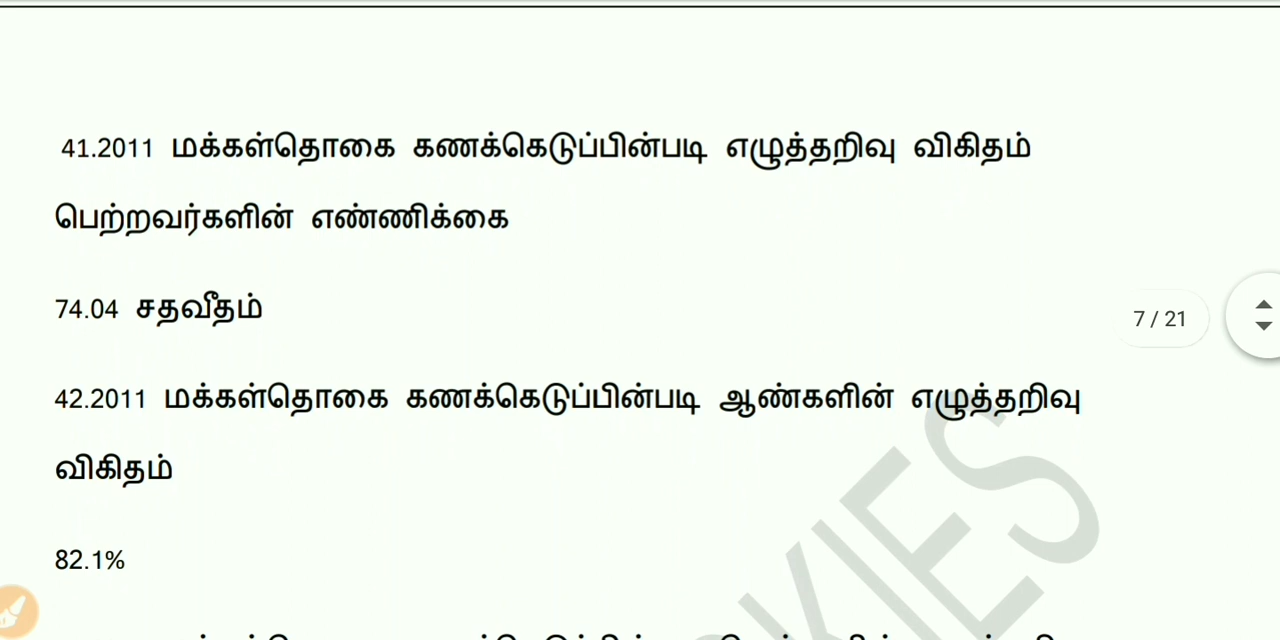 41.2011 மக்கள்தொகை கணக்கெடுப்பின்படி எழுத்தறிவு விகிதம்
பெற்றவர்களின் எண்ணிக்கை
74.04 சதவீதம்
7 / 21
42.2011 மக்கள்தொகை கணக்கெடுப்பின்படி ஆண்களின் எழுத்தறிவு
விகிதம்
82.1%